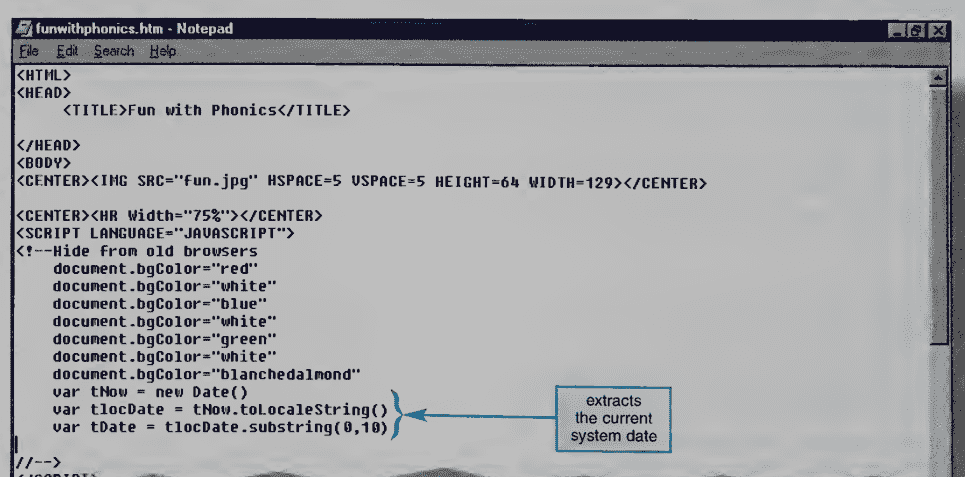 funwithphonics.htm - Notepad
File Edit Search Help
<HTML>
<HEAD>
<TITLE>Fun with Phonics</TITLE>
</HEAD>
<BODY>
<CENTER><IMG SRC="fun.jpg" HSPACE=5 VSPACE=5 HEIGHT=64 WIDTH=129></CENTER>
<CENTER><HR Width="75%"></CENTER>
<SCRIPT LANGUAGE="JAVASCRIPT">
<!--Hide from old browsers
document.bgColor="red"
document.bgColor="white"
document.bgColor="blue"
document.bgColor="white"
document.bgColor="green"
document.bgColor="white"
document.bgColor="blanchedalmond"
var tNow = new Date()
var tlocDate = tNow.toLocaleString()
var tDate = tlocDate.substring(0,10)
extracts
the current
system date
//-->